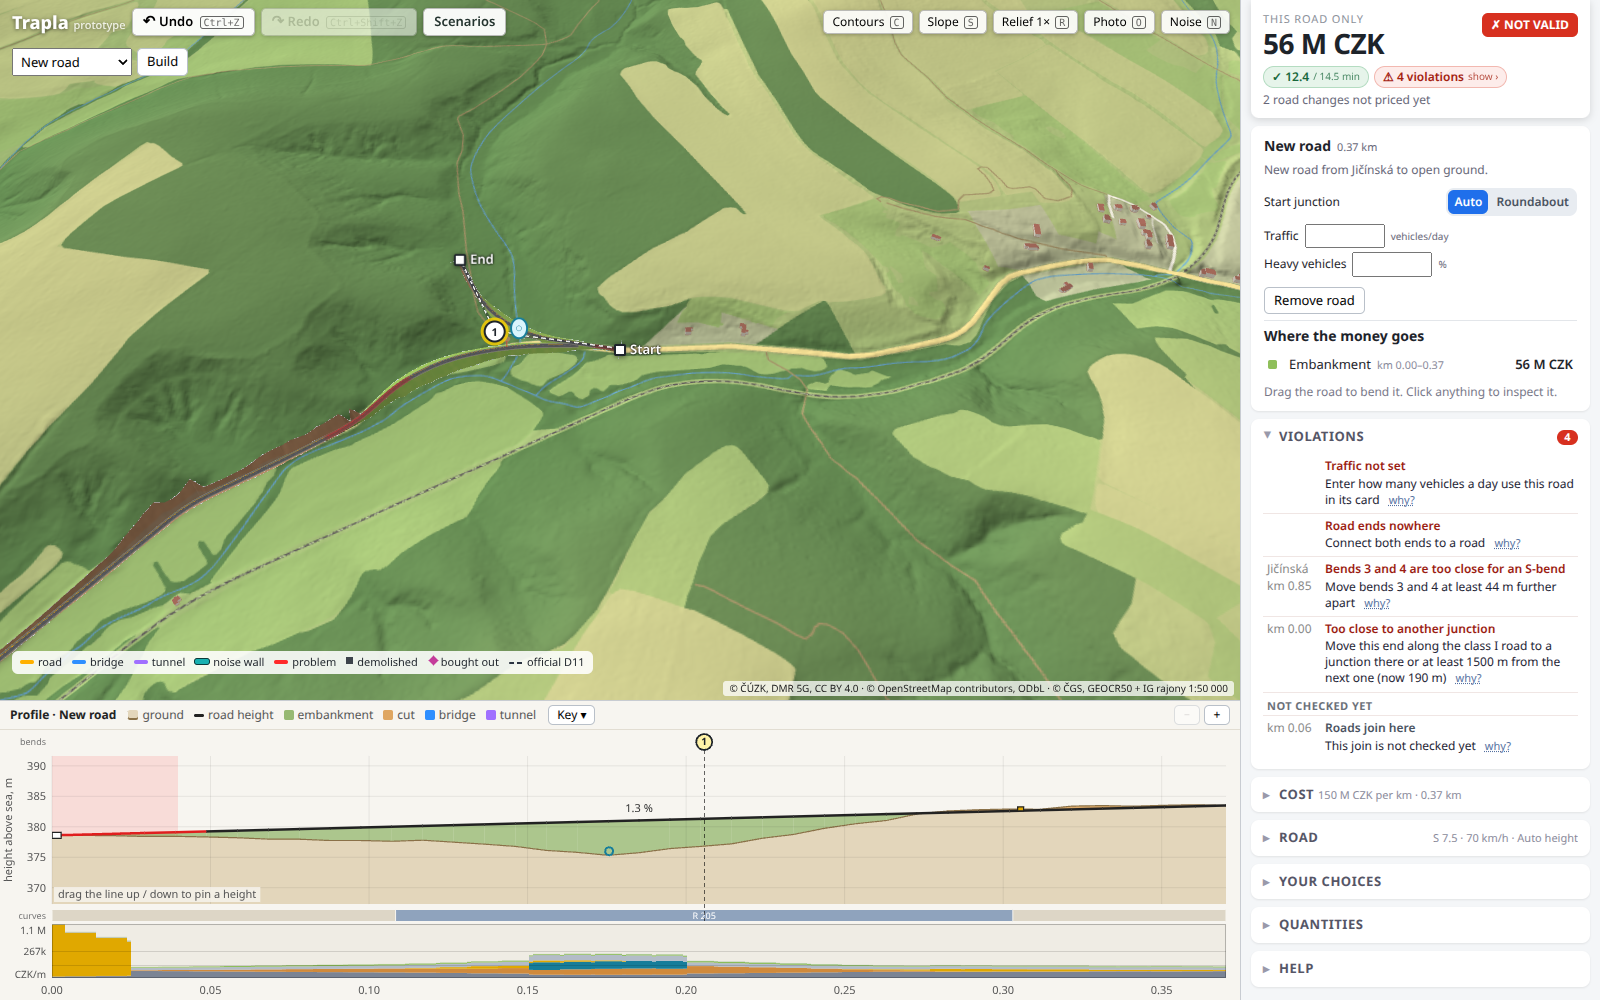 Trapla prototype
↶ Undo Ctrl+Z
↷ Redo Ctrl+Shift+Z
Scenarios
Contours C
Slope S
Relief 1× R
Photo O
Noise N
New road
Build
End
1
Start
road
bridge
tunnel
noise wall
problem
demolished
bought out
official D11
© ČÚZK, DMR 5G, CC BY 4.0 · © OpenStreetMap contributors, ODbL · © ČGS, GEOCR50 + IG rajony 1:50 000
THIS ROAD ONLY
56 M CZK
✗ NOT VALID
✓ 12.4 / 14.5 min
⚠ 4 violations show ›
2 road changes not priced yet
New road 0.37 km
New road from Jičínská to open ground.
Start junction
Auto
Roundabout
Traffic
vehicles/day
Heavy vehicles
%
Remove road
Where the money goes
Embankment km 0.00–0.37 56 M CZK
Drag the road to bend it. Click anything to inspect it.
VIOLATIONS
4
Traffic not set
Enter how many vehicles a day use this road
in its card why?
Road ends nowhere
Connect both ends to a road why?
Jičínská
km 0.85
Bends 3 and 4 are too close for an S-bend
Move bends 3 and 4 at least 44 m further
apart why?
km 0.00
Too close to another junction
Move this end along the class I road to a
junction there or at least 1500 m from the
next one (now 190 m) why?
NOT CHECKED YET
km 0.06
Roads join here
This join is not checked yet why?
COST 150 M CZK per km · 0.37 km
ROAD S 7.5 · 70 km/h · Auto height
YOUR CHOICES
QUANTITIES
HELP
Profile · New road
ground
road height
embankment
cut
bridge
tunnel
Key ▾
−
+
bends
1
height above sea, m
390
385
380
375
370
1.3 %
drag the line up / down to pin a height
curves
R 205
1.1 M
267k
CZK/m
0.00
0.05
0.10
0.15
0.20
0.25
0.30
0.35